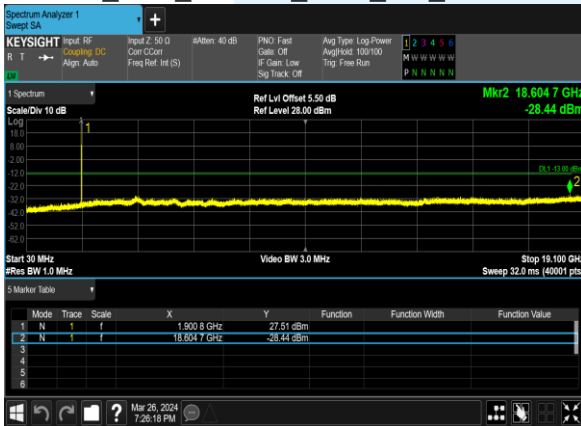 Spectrum Analyzer 1
Swept SA
KEYSIGHT Input: RF Input Z: 50 Ω #Atten: 40 dB PNO: Fast Avg Type: Log-Power 1 2 3 4 5 6
R T Coupling: DC Corr CCorr Gate: Off Avg|Hold: 100/100 M W W W W W
Align: Auto Freq Ref: Int (S) IF Gain: Low Trig: Free Run
Sig Track: Off P N N N N N
1 Spectrum Ref Lvl Offset 5.50 dB Mkr2 18.604 7 GHz
Scale/Div 10 dB Ref Level 28.00 dBm -28.44 dBm
Log
1
18.0
8.00
-2.00
DL1 -13.00 dBm
-12.0
2
-22.0
-32.0
-42.0
-52.0
-62.0
Start 30 MHz Video BW 3.0 MHz Stop 19.100 GHz
#Res BW 1.0 MHz Sweep 32.0 ms (40001 pts
5 Marker Table
Mode Trace Scale X Y Function Function Width Function Value
1 N 1 f 1.900 8 GHz 27.51 dBm
2 N 1 f 18.604 7 GHz -28.44 dBm
3
4
5
6
Mar 26, 2024
7:26:18 PM